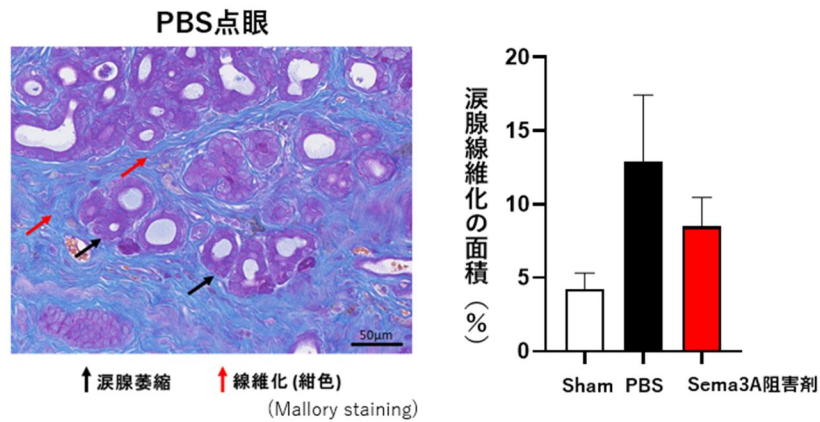 PBS点眼
50μm
涙腺萎縮
線維化 (紺色)
(Mallory staining)
涙腺線維化の面積 (%)
20
15
10
5
0
Sham PBS Sema3A阻害剤